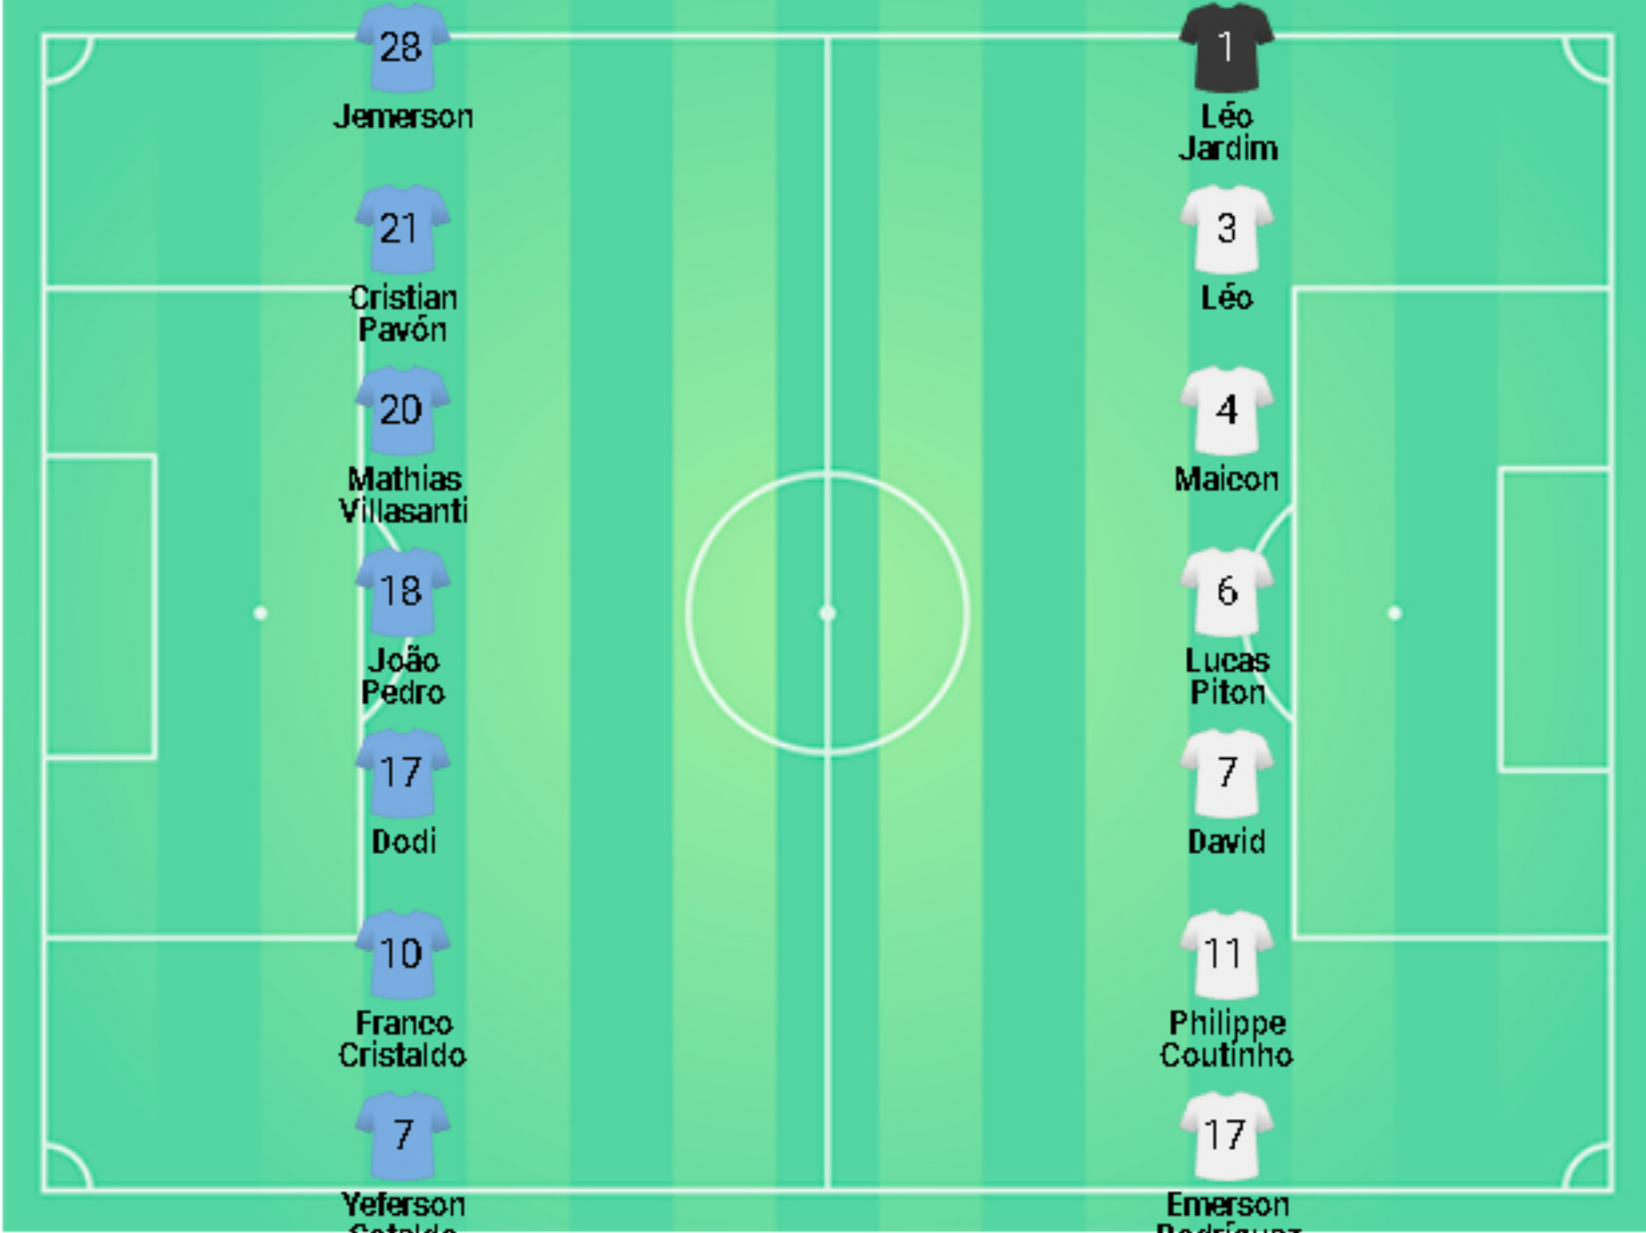 28
Jemerson
21
Cristian
Pavón
20
Mathias
Villasanti
18
João
Pedro
17
Dodi
10
Franco
Cristaldo
7
Yeferson
1
Léo
Jardim
3
Léo
4
Maicon
6
Lucas
Piton
7
David
11
Philippe
Coutinho
17
Emerson